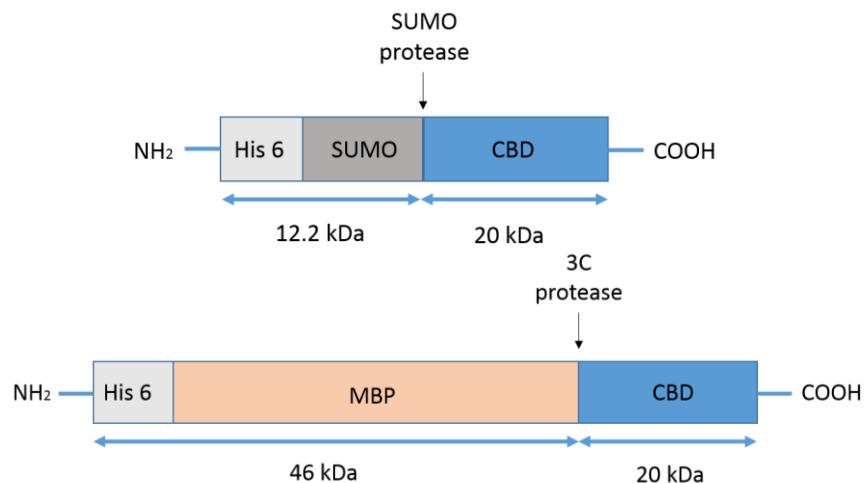 SUMO
protease
NH2 His 6 SUMO CBD COOH
12.2 kDa 20 kDa
3C
protease
NH2 His 6 MBP CBD COOH
46 kDa 20 kDa